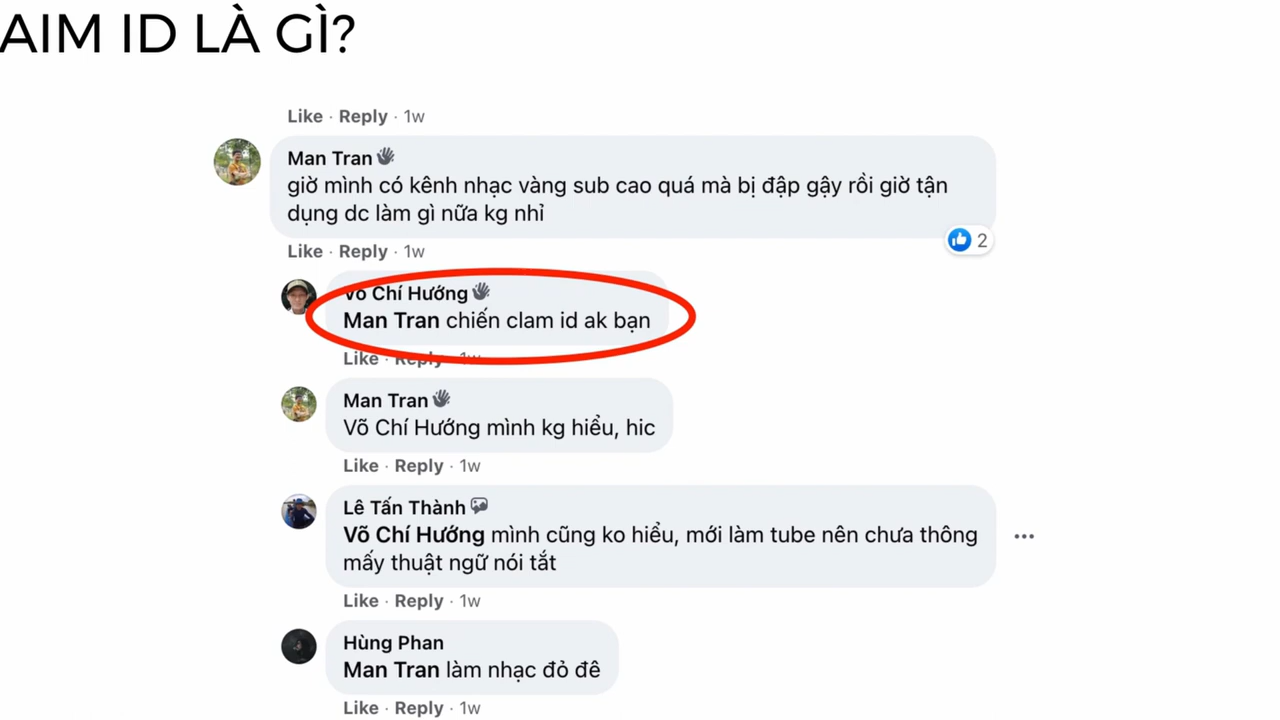 AIM ID LÀ GÌ?
Like · Reply · 1w
Man Tran
giờ mình có kênh nhạc vàng sub cao quá mà bị đập gậy rồi giờ tận
dụng dc làm gì nữa kg nhỉ
2
Like · Reply · 1w
Võ Chí Hướng
Man Tran chiến clam id ak bạn
Like · Reply · 1w
Man Tran
Võ Chí Hướng mình kg hiểu, hic
Like · Reply · 1w
Lê Tấn Thành
Võ Chí Hướng mình cũng ko hiểu, mới làm tube nên chưa thông
mấy thuật ngữ nói tắt
Like · Reply · 1w
Hùng Phan
Man Tran làm nhạc đỏ đê
Like · Reply · 1w